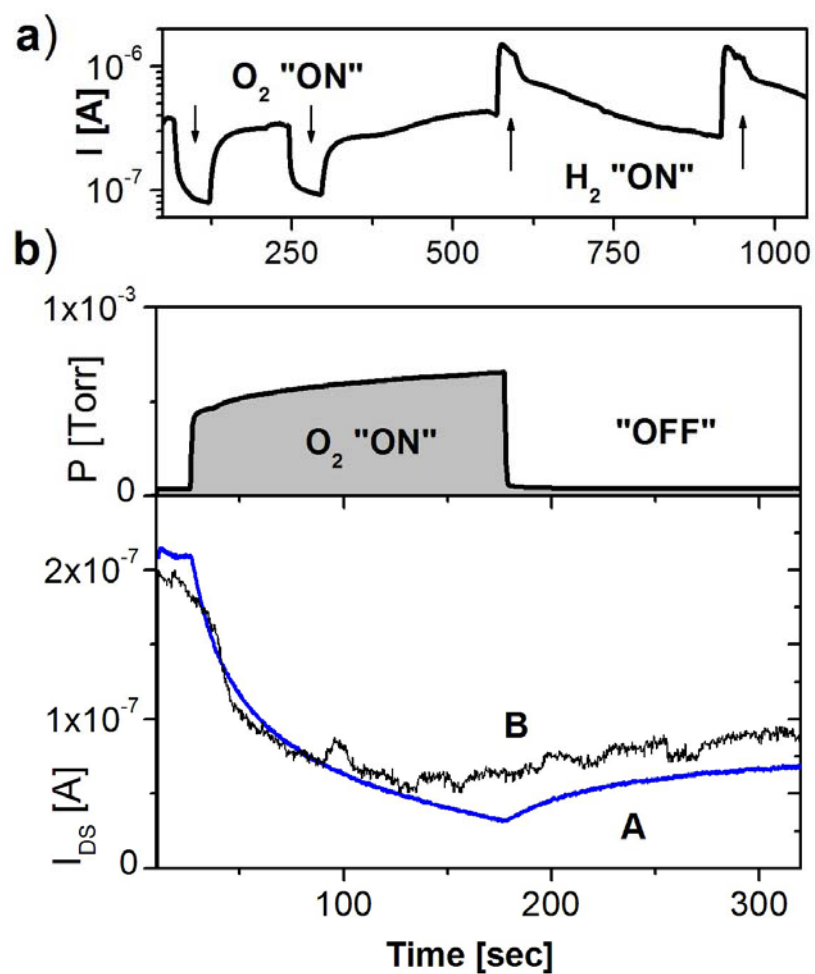 a)
I [A]
10⁻⁶
10⁻⁷
O₂ "ON"
H₂ "ON"
250 500 750 1000
b)
P [Torr]
1x10⁻³
0
O₂ "ON"
"OFF"
I_DS [A]
2x10⁻⁷
1x10⁻⁷
0
B
A
100 200 300
Time [sec]